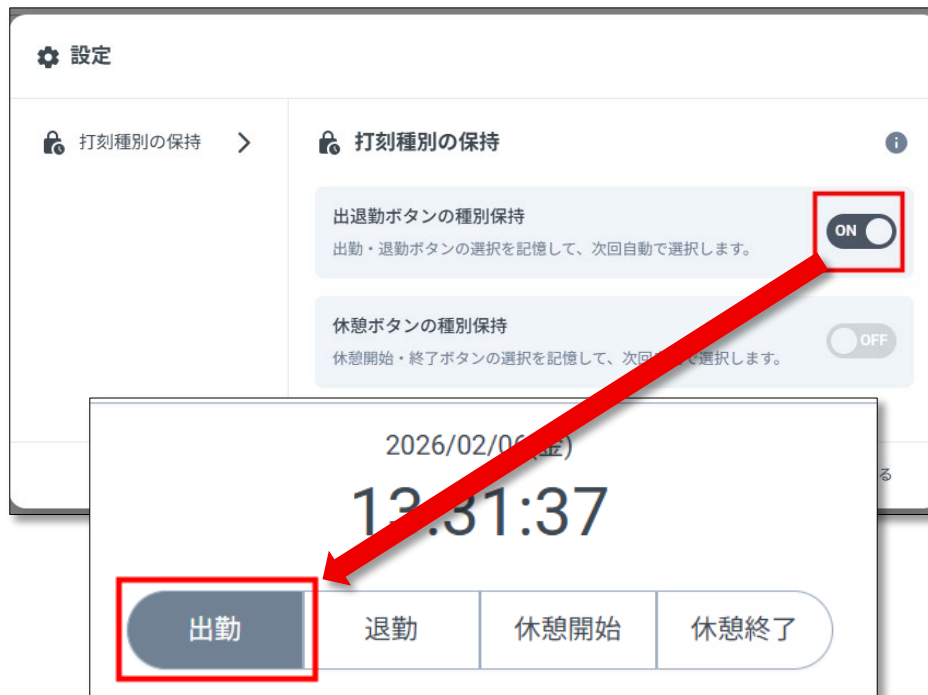 設定
打刻種別の保持
打刻種別の保持
出退勤ボタンの種別保持
出勤・退勤ボタンの選択を記憶して、次回自動で選択します。
ON
休憩ボタンの種別保持
休憩開始・終了ボタンの選択を記憶して、次回 で選択します。
OFF
る
2026/02/06(金)
13:31:37
出勤
退勤
休憩開始
休憩終了